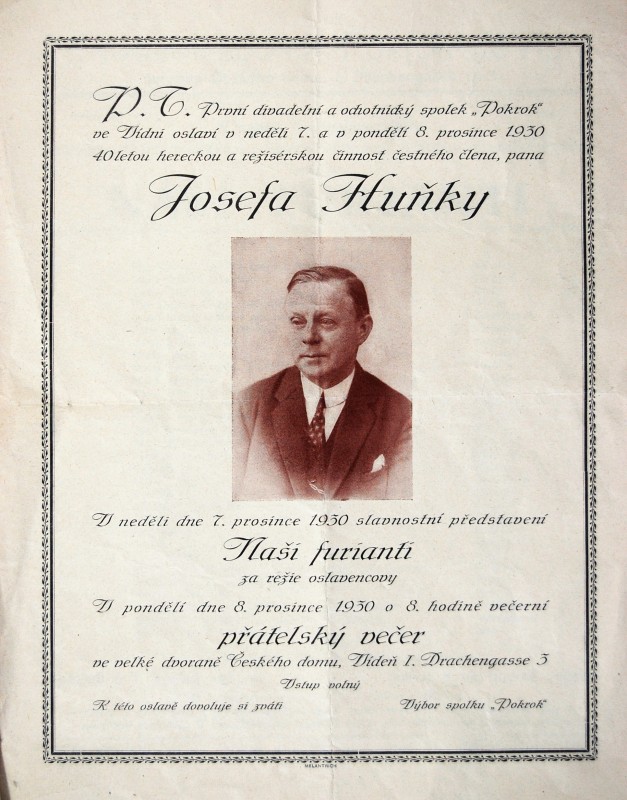 P. T. První divadelní a ochotnický spolek „Pokrok“
ve Vídni oslaví v neděli 7. a v pondělí 8. prosince 1930
40letou hereckou a režisérskou činnost čestného člena, pana
Josefa Huňky
V neděli dne 7. prosince 1930 slavnostní představení
Naši furianti
za režie oslavencovy
V pondělí dne 8. prosince 1930 o 8. hodině večerní
přátelský večer
ve velké dvoraně Českého domu, Vídeň I. Drachengasse 3
Vstup volný
K této oslavě dovoluje si zváti Výbor spolku „Pokrok“
MELANTRICH